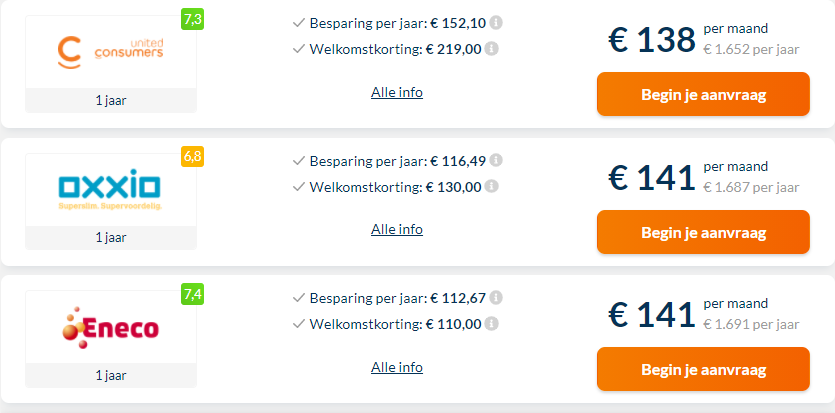 7,3
united
consumers
1 jaar
Besparing per jaar: € 152,10
Welkomstkorting: € 219,00
Alle info
€ 138 per maand
€ 1.652 per jaar
Begin je aanvraag
6,8
oxxio
Superslim. Supervoordelig.
1 jaar
Besparing per jaar: € 116,49
Welkomstkorting: € 130,00
Alle info
€ 141 per maand
€ 1.687 per jaar
Begin je aanvraag
7,4
Eneco
1 jaar
Besparing per jaar: € 112,67
Welkomstkorting: € 110,00
Alle info
€ 141 per maand
€ 1.691 per jaar
Begin je aanvraag